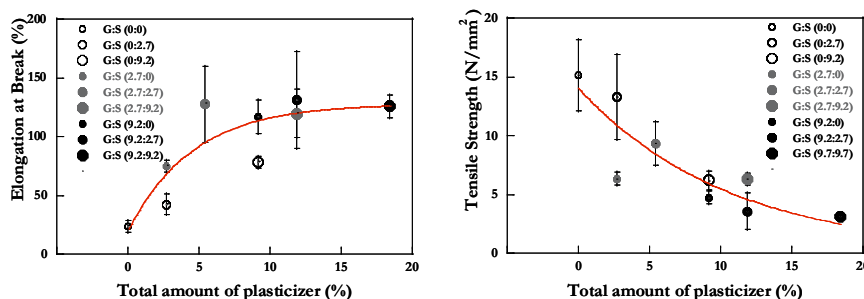 200
150
100
50
0
Elongation at Break (%)
G:S (0:0)
G:S (0:2.7)
G:S (0:9.2)
G:S (2.7:0)
G:S (2.7:2.7)
G:S (2.7:9.2)
G:S (9.2:0)
G:S (9.2:2.7)
G:S (9.2:9.2)
0 5 10 15 20
Total amount of plasticizer (%)
20
15
10
5
0
Tensile Strength (N/mm²)
G:S (0:0)
G:S (0:2.7)
G:S (0:9.2)
G:S (2.7:0)
G:S (2.7:2.7)
G:S (2.7:9.2)
G:S (9.2:0)
G:S (9.2:2.7)
G:S (9.7:9.7)
0 5 10 15 20
Total amount of plasticizer (%)